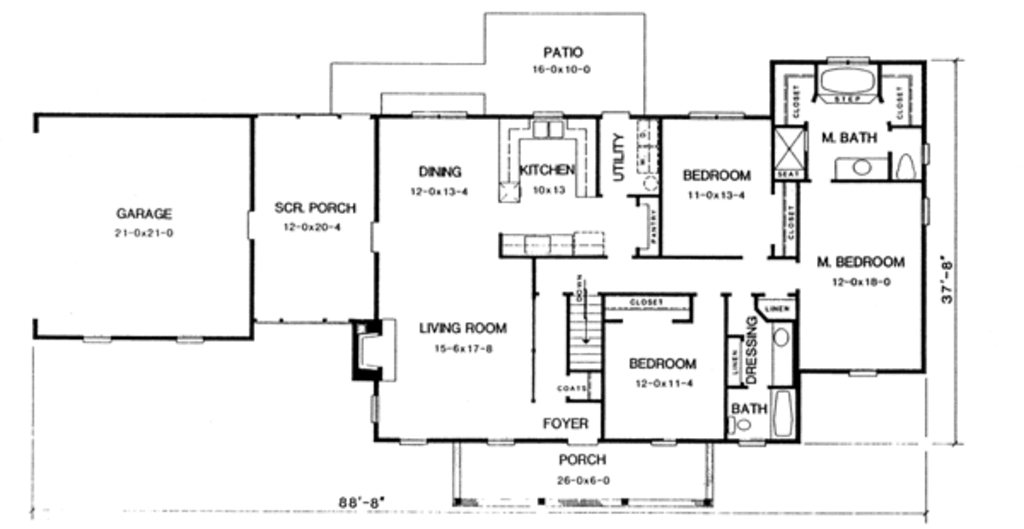 PATIO
16-0x10-0
CLOSET
STEP
CLOSET
M. BATH
SEAT
UTILITY
D.
W.
DINING
12-0x13-4
KITCHEN
10x13
BEDROOM
11-0x13-4
GARAGE
21-0x21-0
SCR. PORCH
12-0x20-4
PANTRY
CLOSET
M. BEDROOM
12-0x18-0
37'-8"
DOWN
CLOSET
LINEN
LIVING ROOM
15-6x17-8
DRESSING
LINEN
BEDROOM
12-0x11-4
COATS
BATH
FOYER
PORCH
26-0x6-0
88'-8"